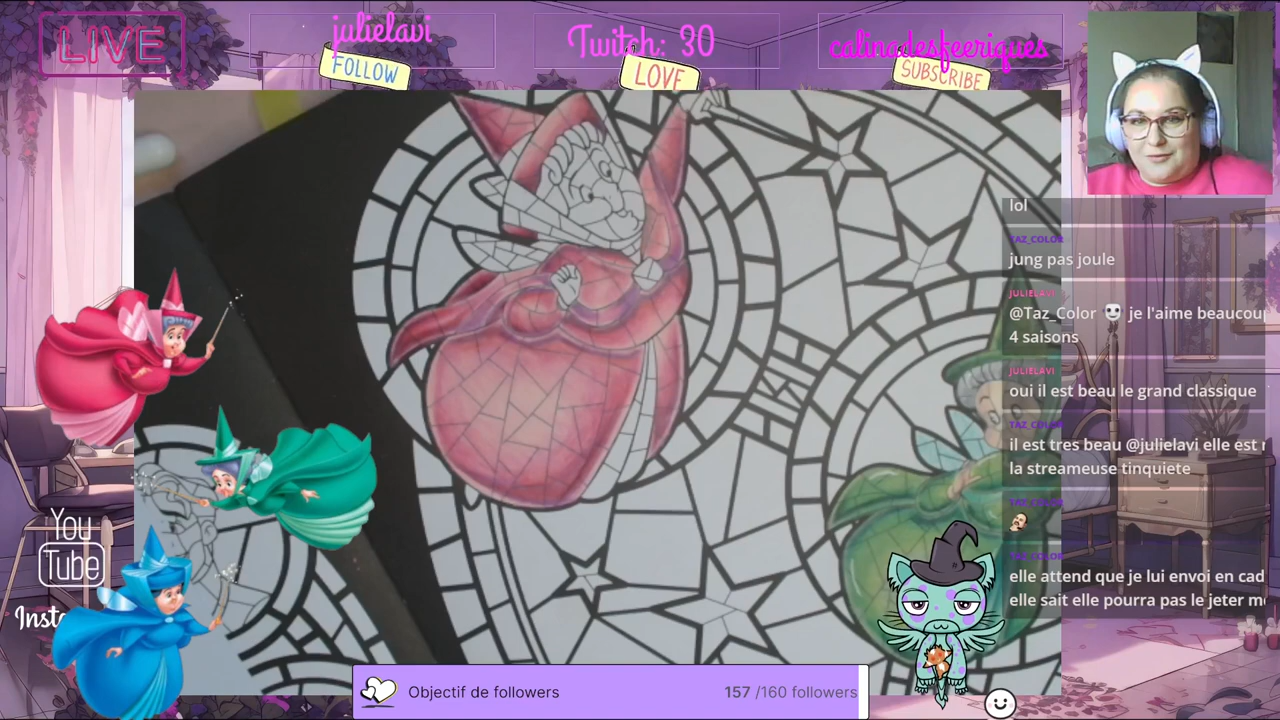 LIVE
julielavi
FOLLOW
Twitch: 30
LOVE
calinadesfeeriques
SUBSCRIBE
lol
TAZ_COLOR
jung pas joule
JULIELAVI
@Taz_Color je l'aime beaucoup
4 saisons
JULIELAVI
oui il est beau le grand classique
TAZ_COLOR
il est tres beau @julielavi elle est
la streameuse tinquiete
TAZ_COLOR
TAZ_COLOR
elle attend que je lui envoi en cad
elle sait elle pourra pas le jeter
You
Tube
Objectif de followers
157 /160 followers